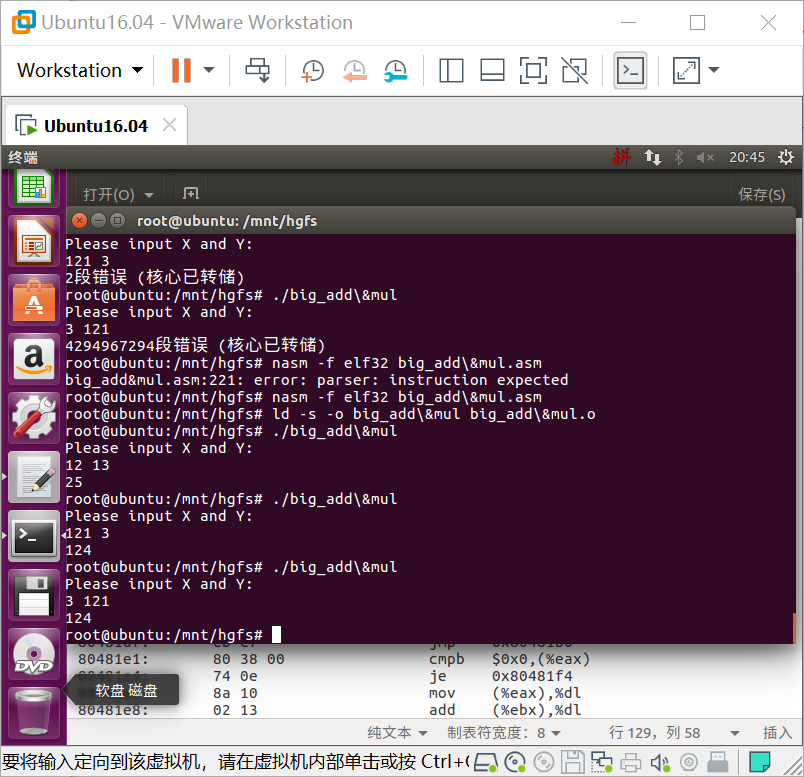 Ubuntu16.04 - VMware Workstation
Workstation
Ubuntu16.04
终端
拼
20:45
打开(O)
保存(S)
root@ubuntu: /mnt/hgfs
Please input X and Y:
121 3
2段错误 (核心已转储)
root@ubuntu:/mnt/hgfs# ./big_add\&mul
Please input X and Y:
3 121
4294967294段错误 (核心已转储)
root@ubuntu:/mnt/hgfs# nasm -f elf32 big_add\&mul.asm
big_add&mul.asm:221: error: parser: instruction expected
root@ubuntu:/mnt/hgfs# nasm -f elf32 big_add\&mul.asm
root@ubuntu:/mnt/hgfs# ld -s -o big_add\&mul big_add\&mul.o
root@ubuntu:/mnt/hgfs# ./big_add\&mul
Please input X and Y:
12 13
25
root@ubuntu:/mnt/hgfs# ./big_add\&mul
Please input X and Y:
121 3
124
root@ubuntu:/mnt/hgfs# ./big_add\&mul
Please input X and Y:
3 121
124
root@ubuntu:/mnt/hgfs#
80481e1: 80 38 00 cmpb $0x0,(%eax)
74 0e je 0x80481f4
8a 10 mov (%eax),%dl
80481e8: 02 13 add (%ebx),%dl
DVD
软盘 磁盘
纯文本 制表符宽度: 8 行 129, 列 58 插入
要将输入定向到该虚拟机，请在虚拟机内部单击或按 Ctrl+